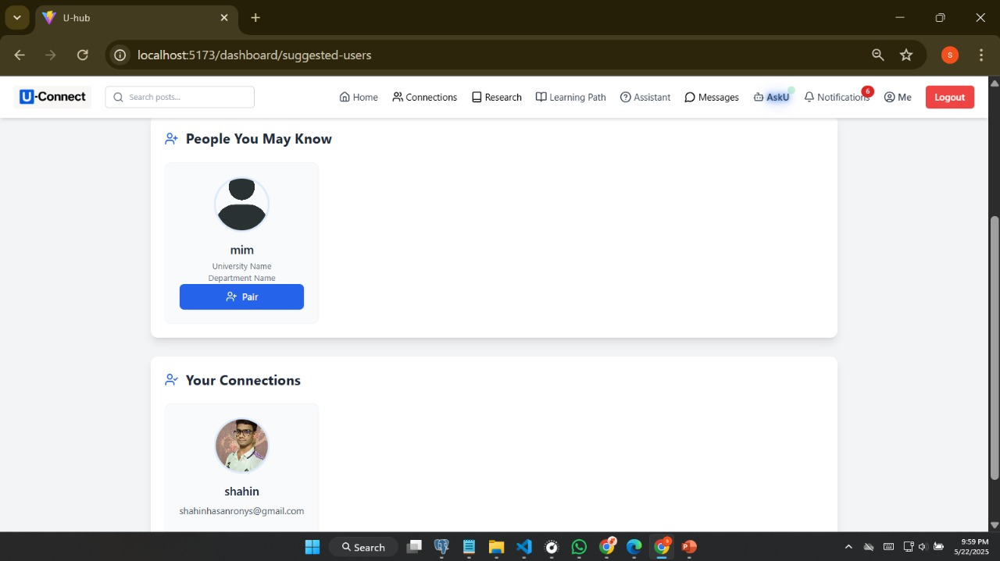 U-hub
localhost:5173/dashboard/suggested-users
S
U-Connect
Search posts...
Home
Connections
Research
Learning Path
Assistant
Messages
AskU
Notifications
6
Me
Logout
People You May Know
mim
University Name
Department Name
Pair
Your Connections
shahin
shahinhasanronys@gmail.com
Search
9:59 PM
5/22/2025